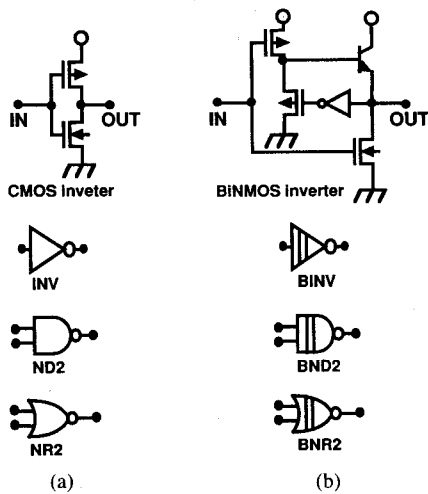 IN
OUT
CMOS inveter
INV
ND2
NR2
(a)
IN
OUT
BiNMOS inverter
BINV
BND2
BNR2
(b)